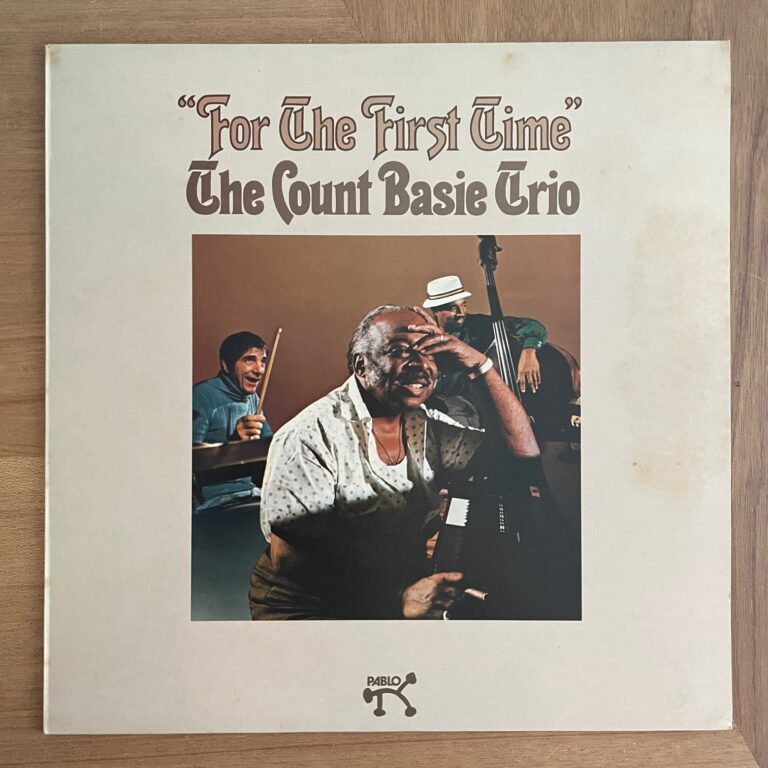 “For The First Time”
The Count Basie Trio
PABLO